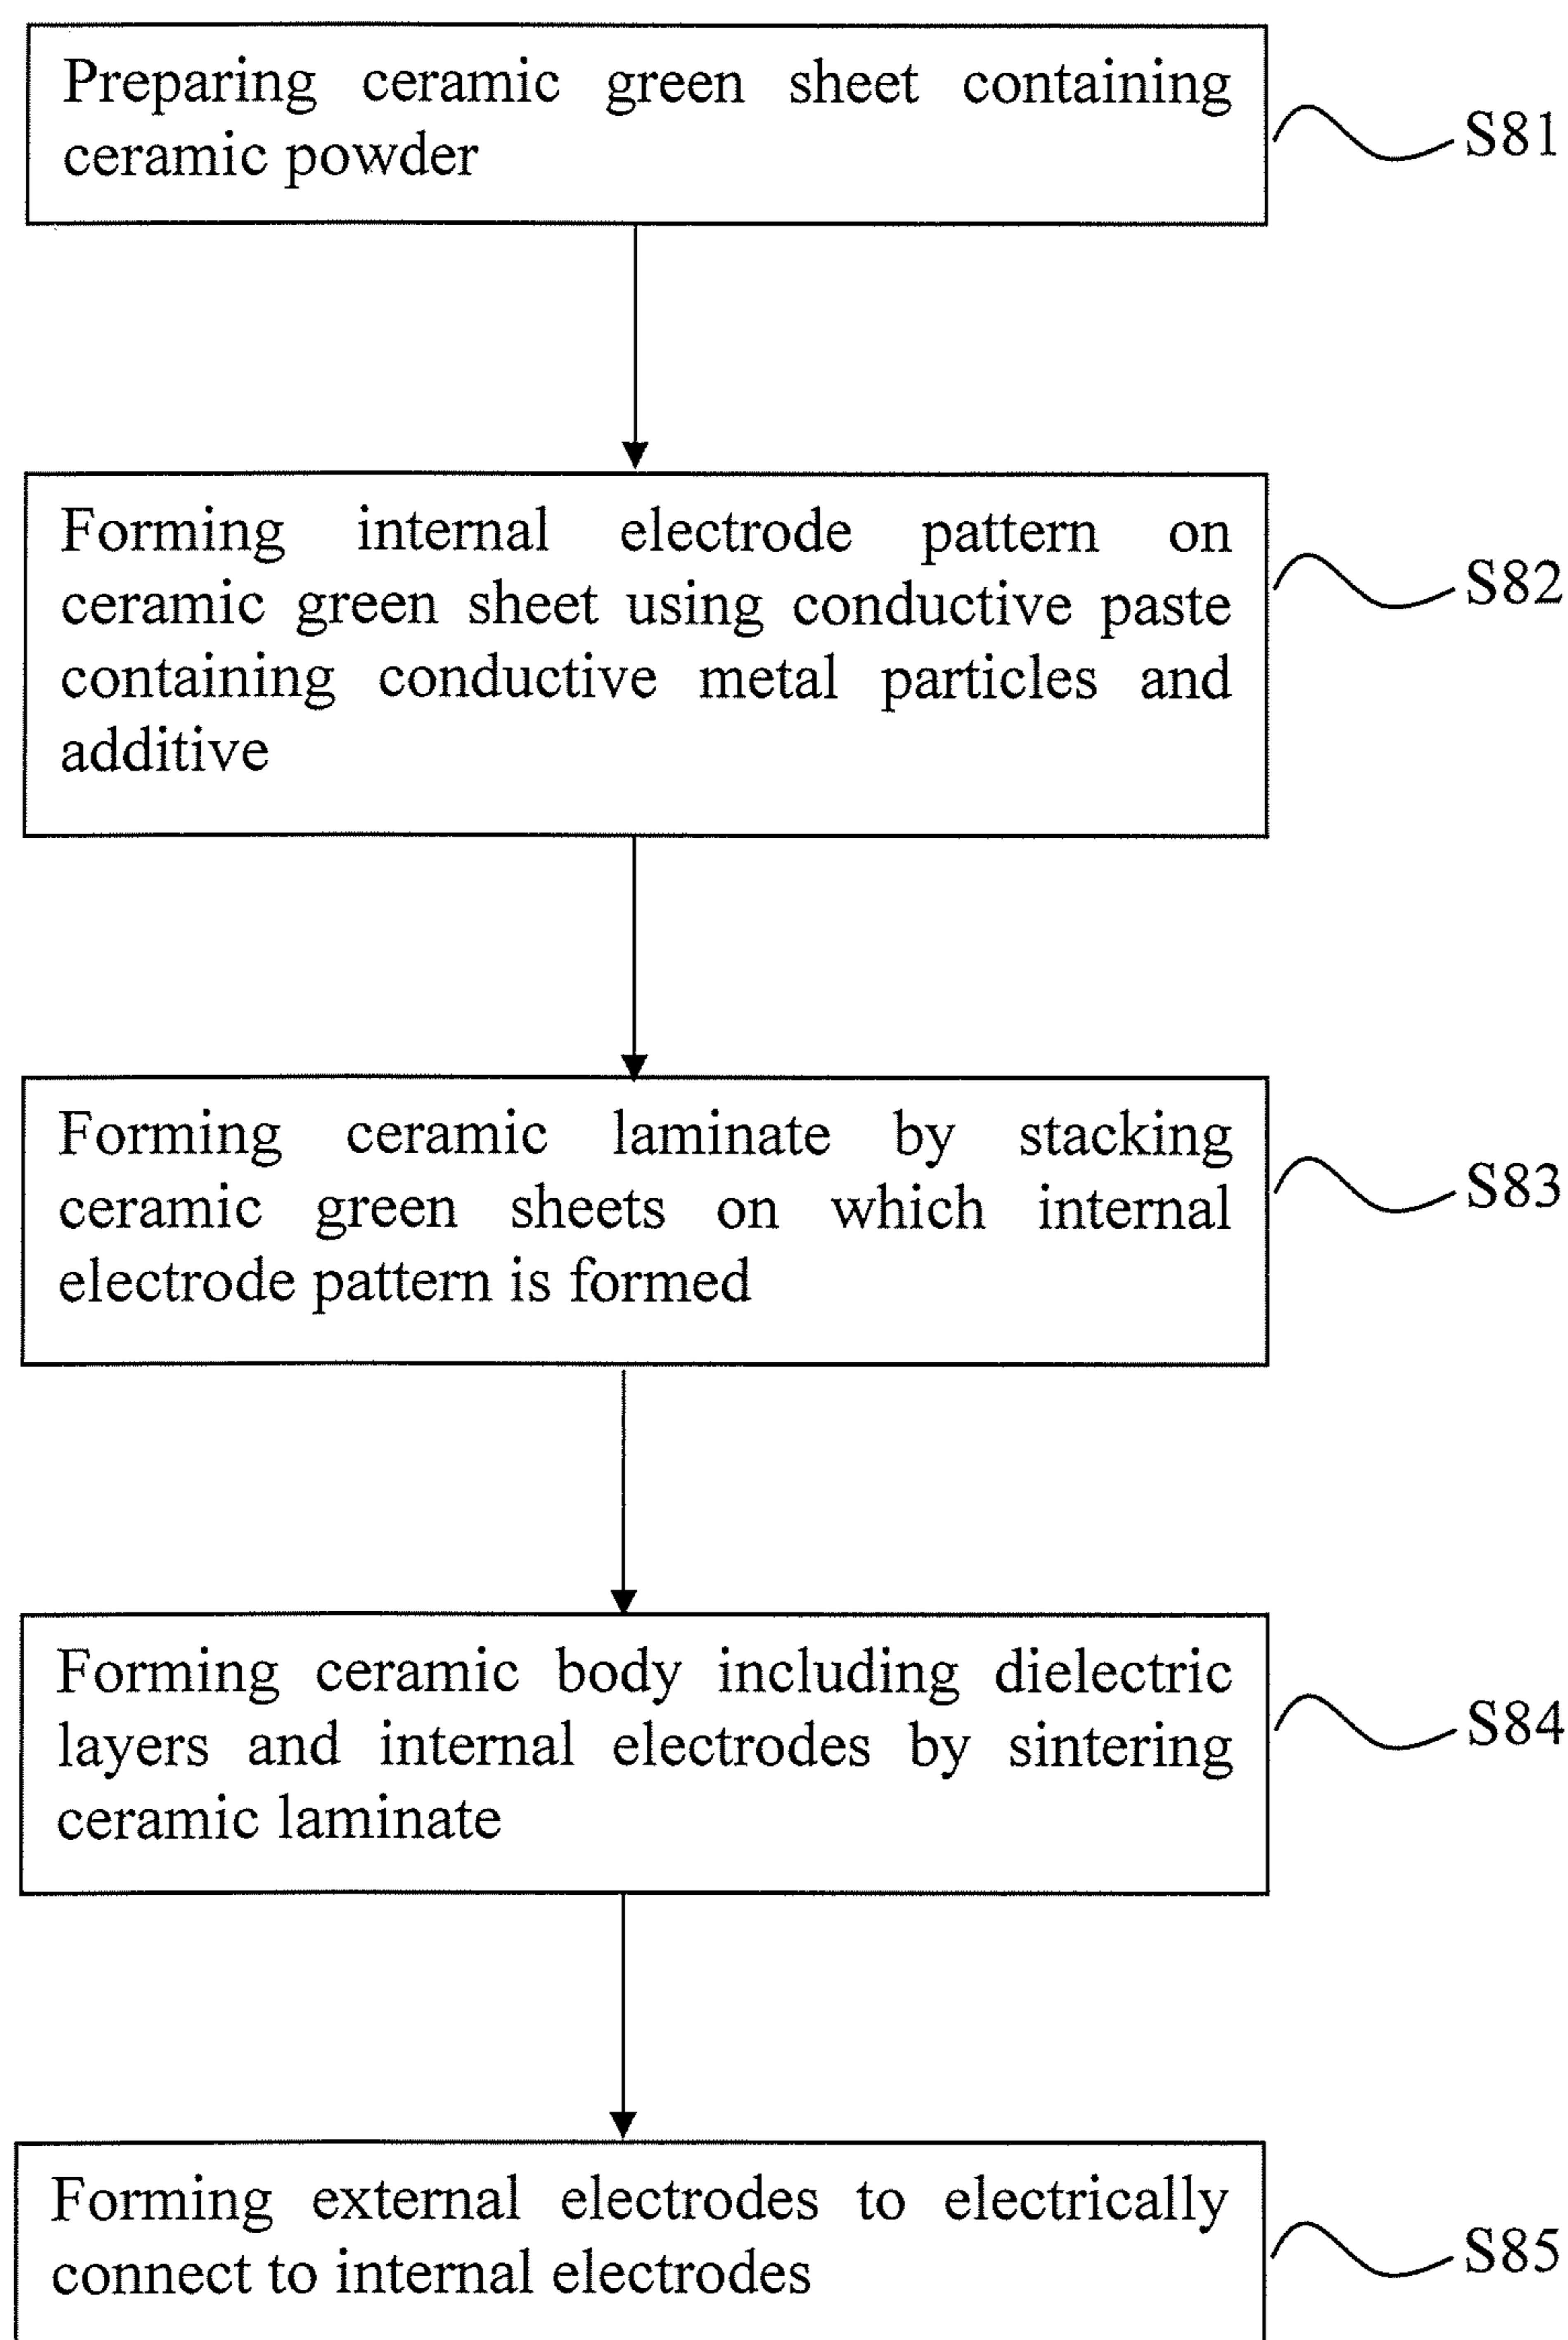 Preparing ceramic green sheet containing
ceramic powder
S81
Forming internal electrode pattern on
ceramic green sheet using conductive paste
containing conductive metal particles and
additive
S82
Forming ceramic laminate by stacking
ceramic green sheets on which internal
electrode pattern is formed
S83
Forming ceramic body including dielectric
layers and internal electrodes by sintering
ceramic laminate
S84
Forming external electrodes to electrically
connect to internal electrodes
S85